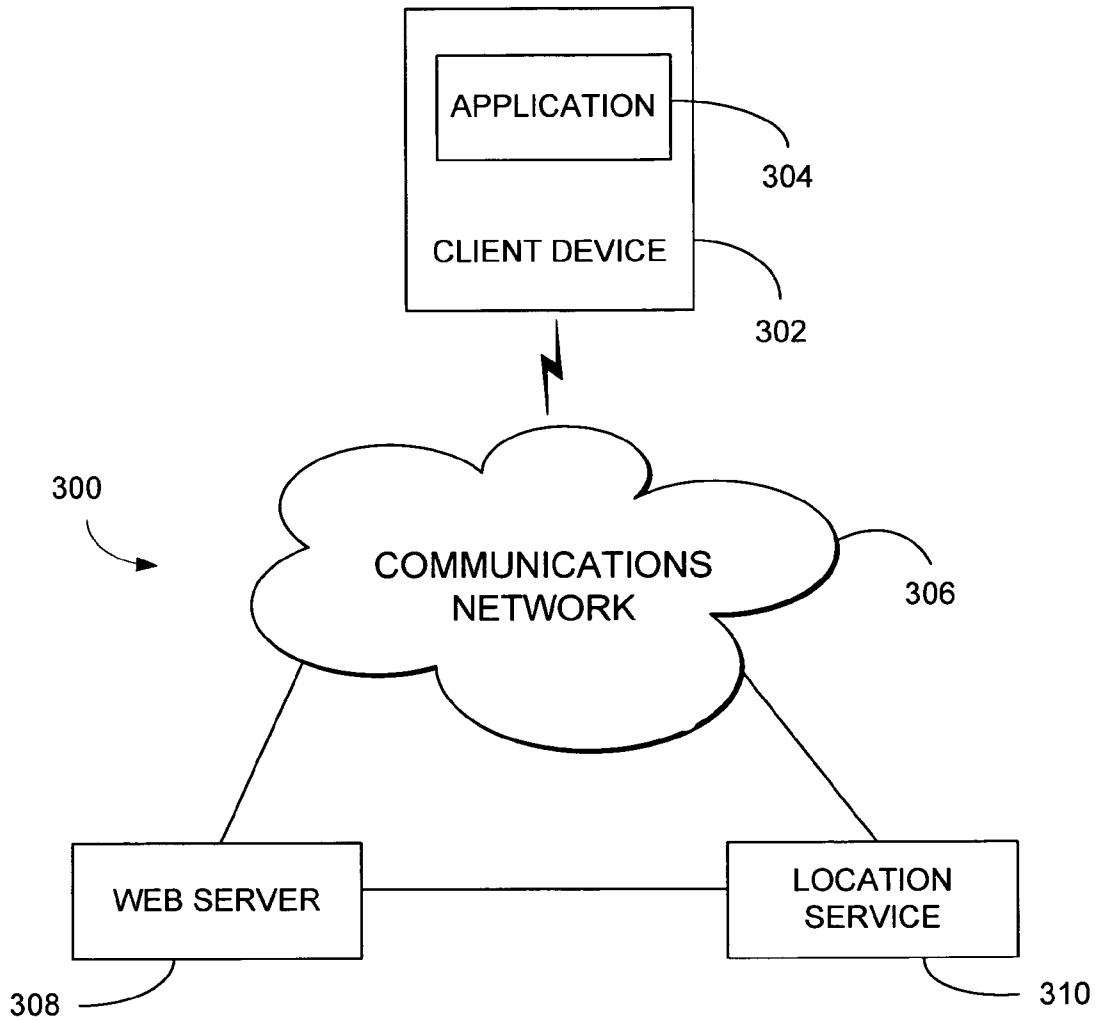 APPLICATION
304
CLIENT DEVICE
302
300
COMMUNICATIONS
NETWORK
306
WEB SERVER
LOCATION
SERVICE
308
310